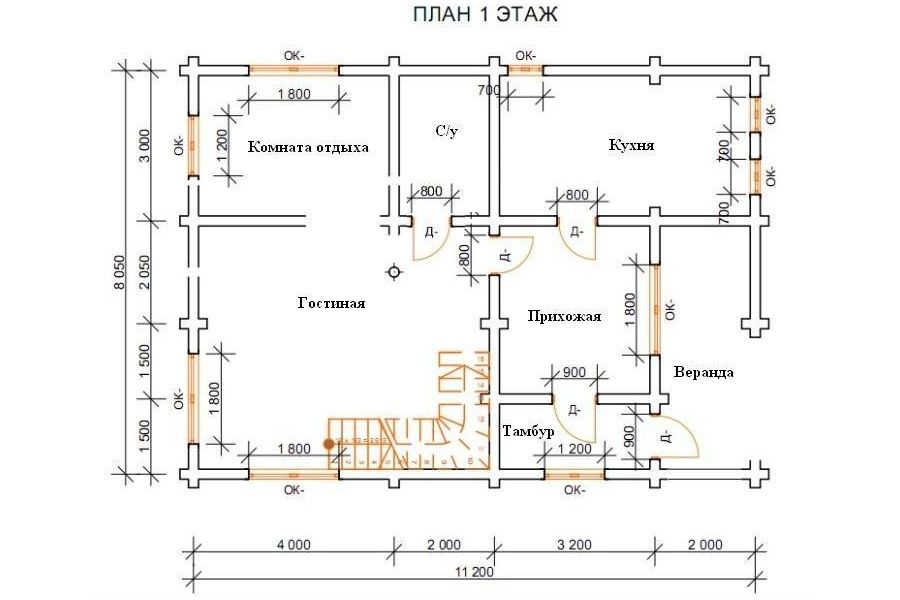 ПЛАН 1 ЭТАЖ
ОК-
ОК-
1 800
700
ОК-
3 000
ОК-
1 200
Комната отдыха
С/у
Кухня
700
ОК-
800
800
700
Д-
Д-
8 050
2 050
800
Д-
Гостиная
Прихожая
1 800
ОК-
1 500
Веранда
900
ОК-
1 800
Д-
1 500
Тамбур
900
Д-
1 800
1 200
ОК-
ОК-
4 000
2 000
3 200
2 000
11 200